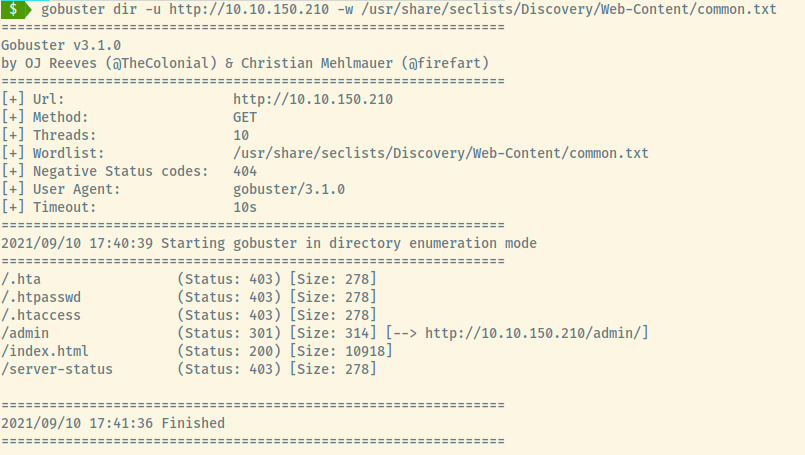 $ gobuster dir -u http://10.10.150.210 -w /usr/share/seclists/Discovery/Web-Content/common.txt
===============================================================
Gobuster v3.1.0
by OJ Reeves (@TheColonial) & Christian Mehlmauer (@firefart)
===============================================================
[+] Url:                     http://10.10.150.210
[+] Method:                  GET
[+] Threads:                 10
[+] Wordlist:                /usr/share/seclists/Discovery/Web-Content/common.txt
[+] Negative Status codes:   404
[+] User Agent:              gobuster/3.1.0
[+] Timeout:                 10s
===============================================================
2021/09/10 17:40:39 Starting gobuster in directory enumeration mode
===============================================================
/.hta                 (Status: 403) [Size: 278]
/.htpasswd            (Status: 403) [Size: 278]
/.htaccess            (Status: 403) [Size: 278]
/admin                (Status: 301) [Size: 314] [--> http://10.10.150.210/admin/]
/index.html           (Status: 200) [Size: 10918]
/server-status        (Status: 403) [Size: 278]
===============================================================
2021/09/10 17:41:36 Finished
===============================================================